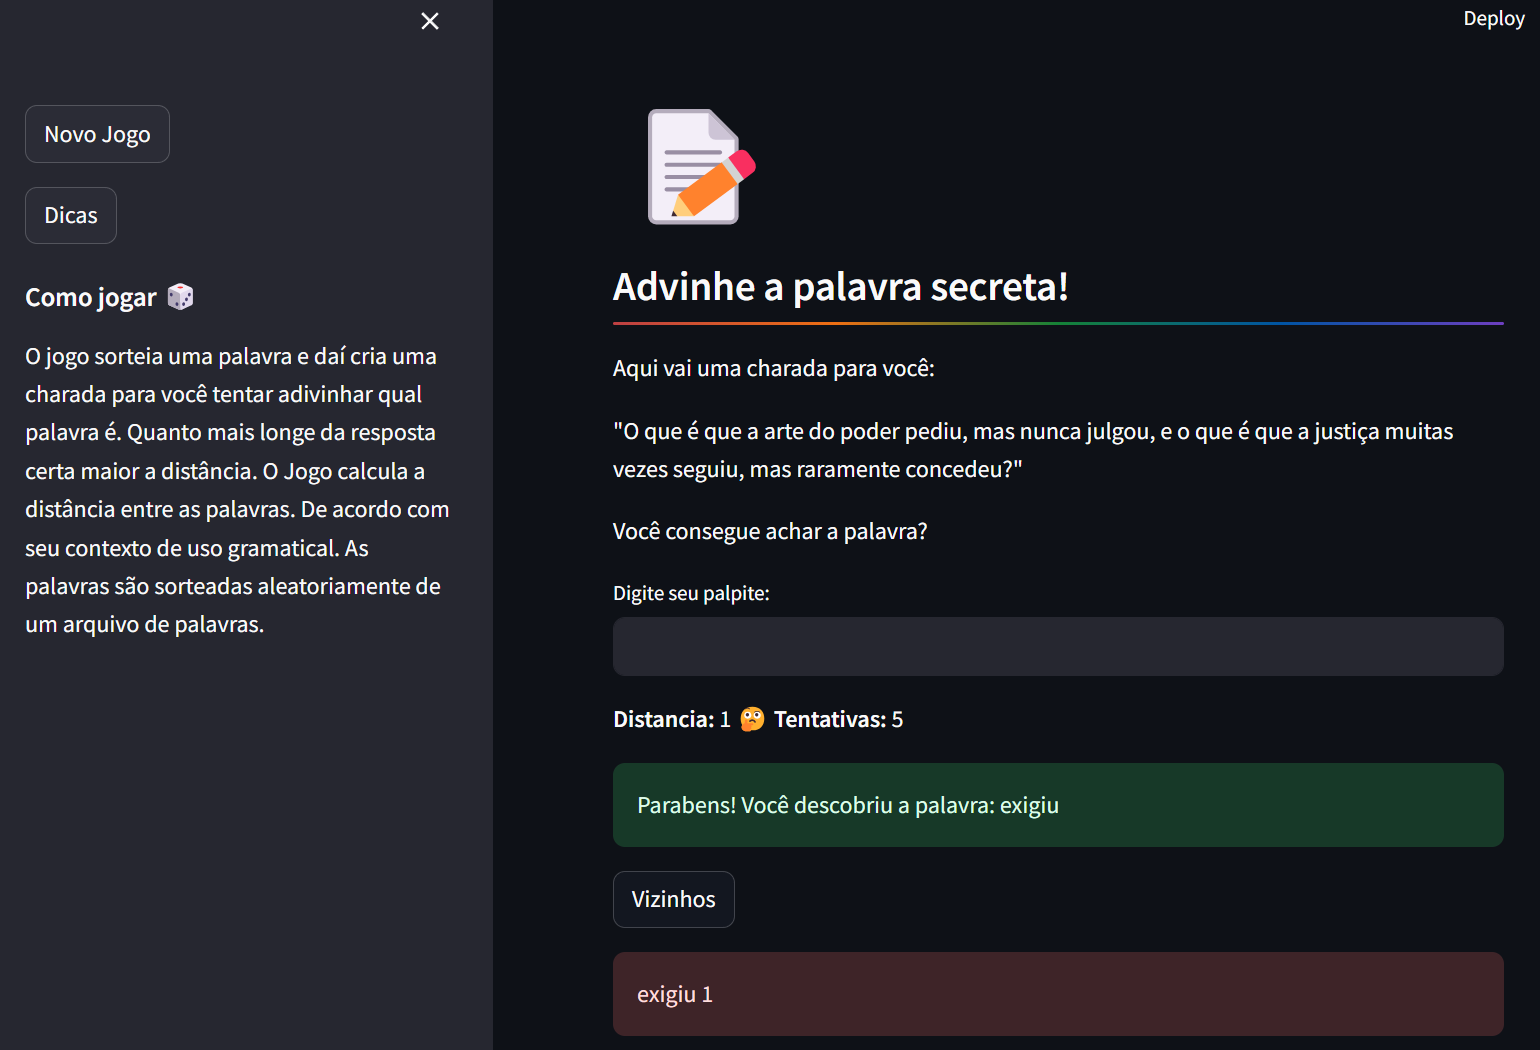 Deploy
Novo Jogo
Dicas
Como jogar
O jogo sorteia uma palavra e daí cria uma
charada para você tentar adivinhar qual
palavra é. Quanto mais longe da resposta
certa maior a distância. O Jogo calcula a
distância entre as palavras. De acordo com
seu contexto de uso gramatical. As
palavras são sorteadas aleatoriamente de
um arquivo de palavras.
Advinhe a palavra secreta!
Aqui vai uma charada para você:
"O que é que a arte do poder pediu, mas nunca julgou, e o que é que a justiça muitas
vezes seguiu, mas raramente concedeu?"
Você consegue achar a palavra?
Digite seu palpite:
Distancia: 1 🤔 Tentativas: 5
Parabens! Você descobriu a palavra: exigiu
Vizinhos
exigiu 1